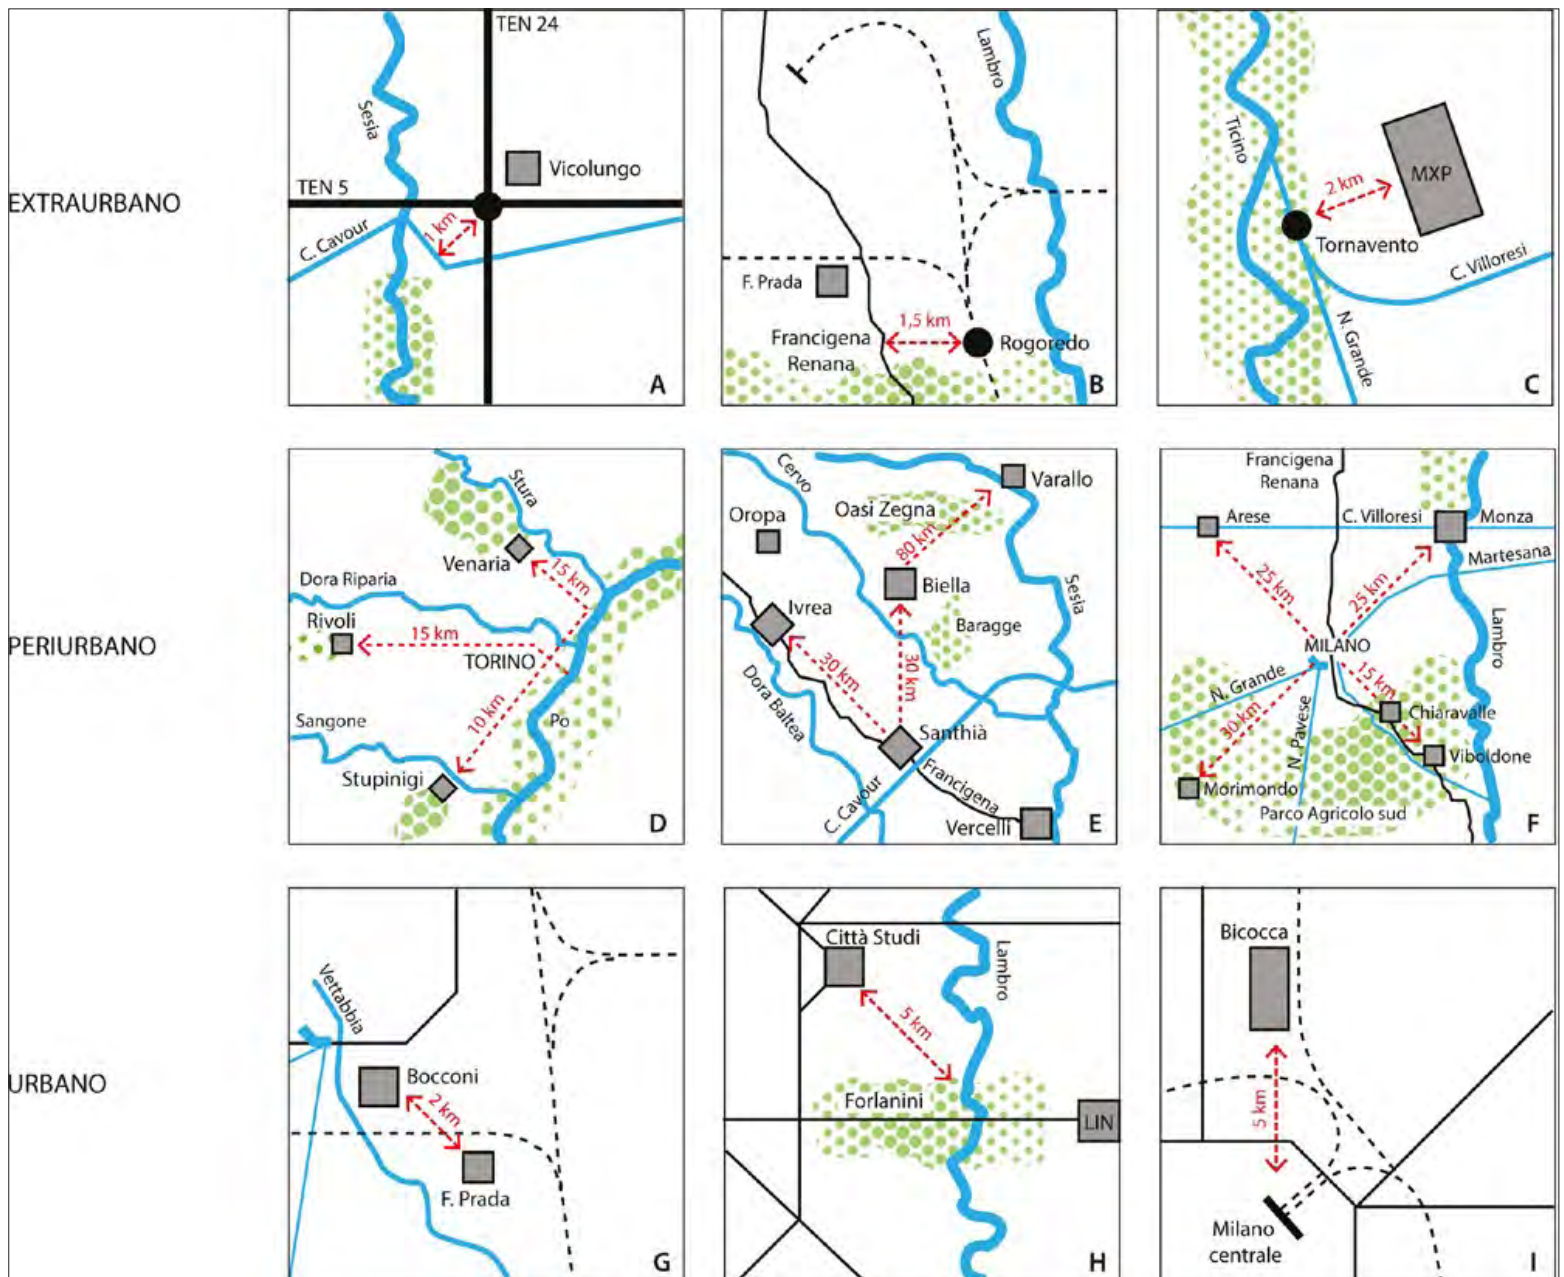 EXTRAURBANO
TEN 24
Sesia
Vicolungo
TEN 5
C. Cavour
1 km
A
Lambro
F. Prada
1,5 km
Francigena
Renana
Rogoredo
B
Ticino
2 km
MXP
Tornavento
C. Villoresi
N. Grande
C
PERIURBANO
Stura
Venaria
15 km
Dora Riparia
Rivoli
15 km
TORINO
10 km
Sangone
Po
Stupinigi
D
Cervo
Varallo
Oasi Zegna
Oropa
80 km
Biella
Sesia
Ivrea
Baragge
30 km
30 km
Dora Baltea
Santhià
Francigena
C. Cavour
Vercelli
E
Francigena
Renana
Arese
C. Villoresi
Monza
Martesana
25 km
25 km
Lambro
MILANO
15 km
N. Grande
Chiaravalle
30 km
N. Pavese
Viboldone
Morimondo
Parco Agricolo sud
F
URBANO
Vettabbia
Bocconi
2 km
F. Prada
G
Città Studi
Lambro
5 km
Forlanini
LIN
H
Bicocca
5 km
Milano
centrale
I